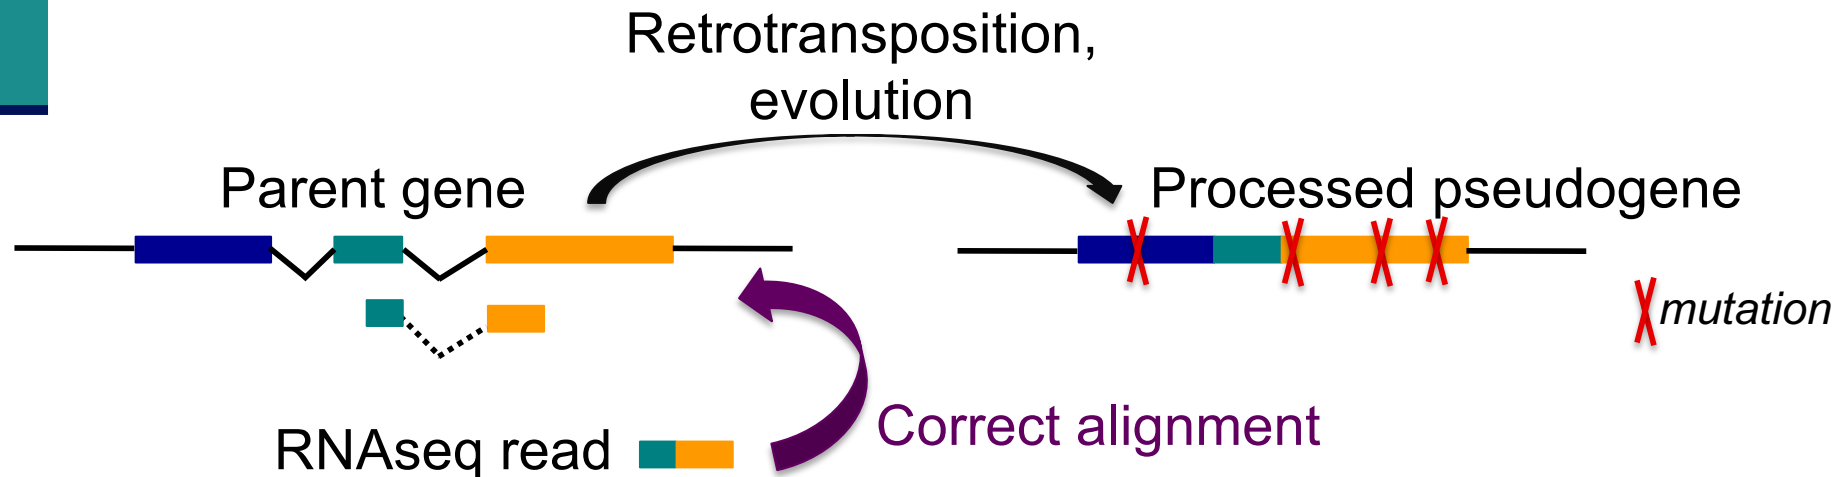 Retrotransposition,
evolution
Parent gene
Processed pseudogene
mutation
Correct alignment
RNAseq read